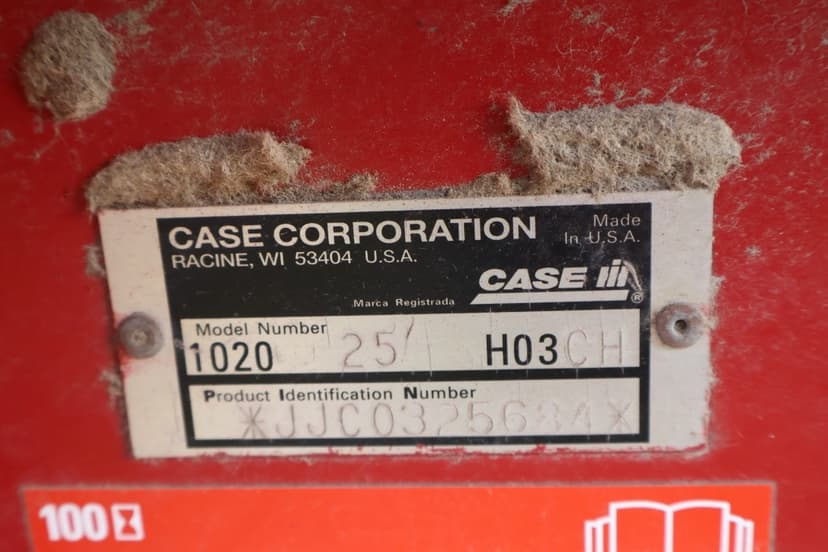 CASE CORPORATION
Made
In U.S.A.
RACINE, WI 53404 U.S.A.
CASE IH
®
Marca Registrada
Model Number
1020 25' H03CH
Product Identification Number
100